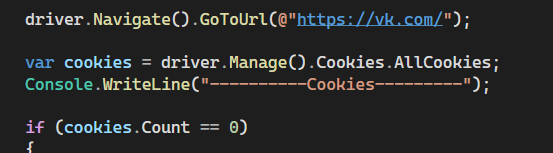 driver.Navigate().GoToUrl(@"https://vk.com/");
var cookies = driver.Manage().Cookies.AllCookies;
Console.WriteLine("----------Cookies---------");
if (cookies.Count == 0)
{